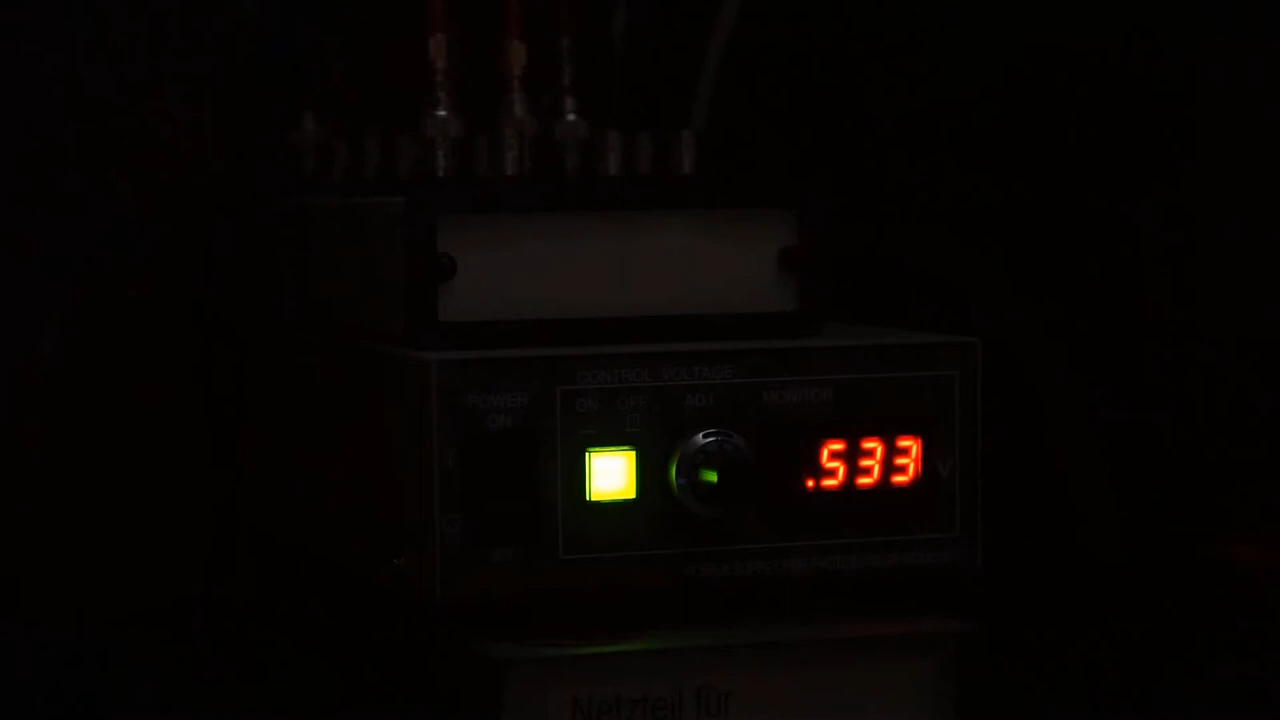 CONTROL VOLTAGE
POWER
ON
ON OFF ADJ MONITOR
.533 V
Netzteil für